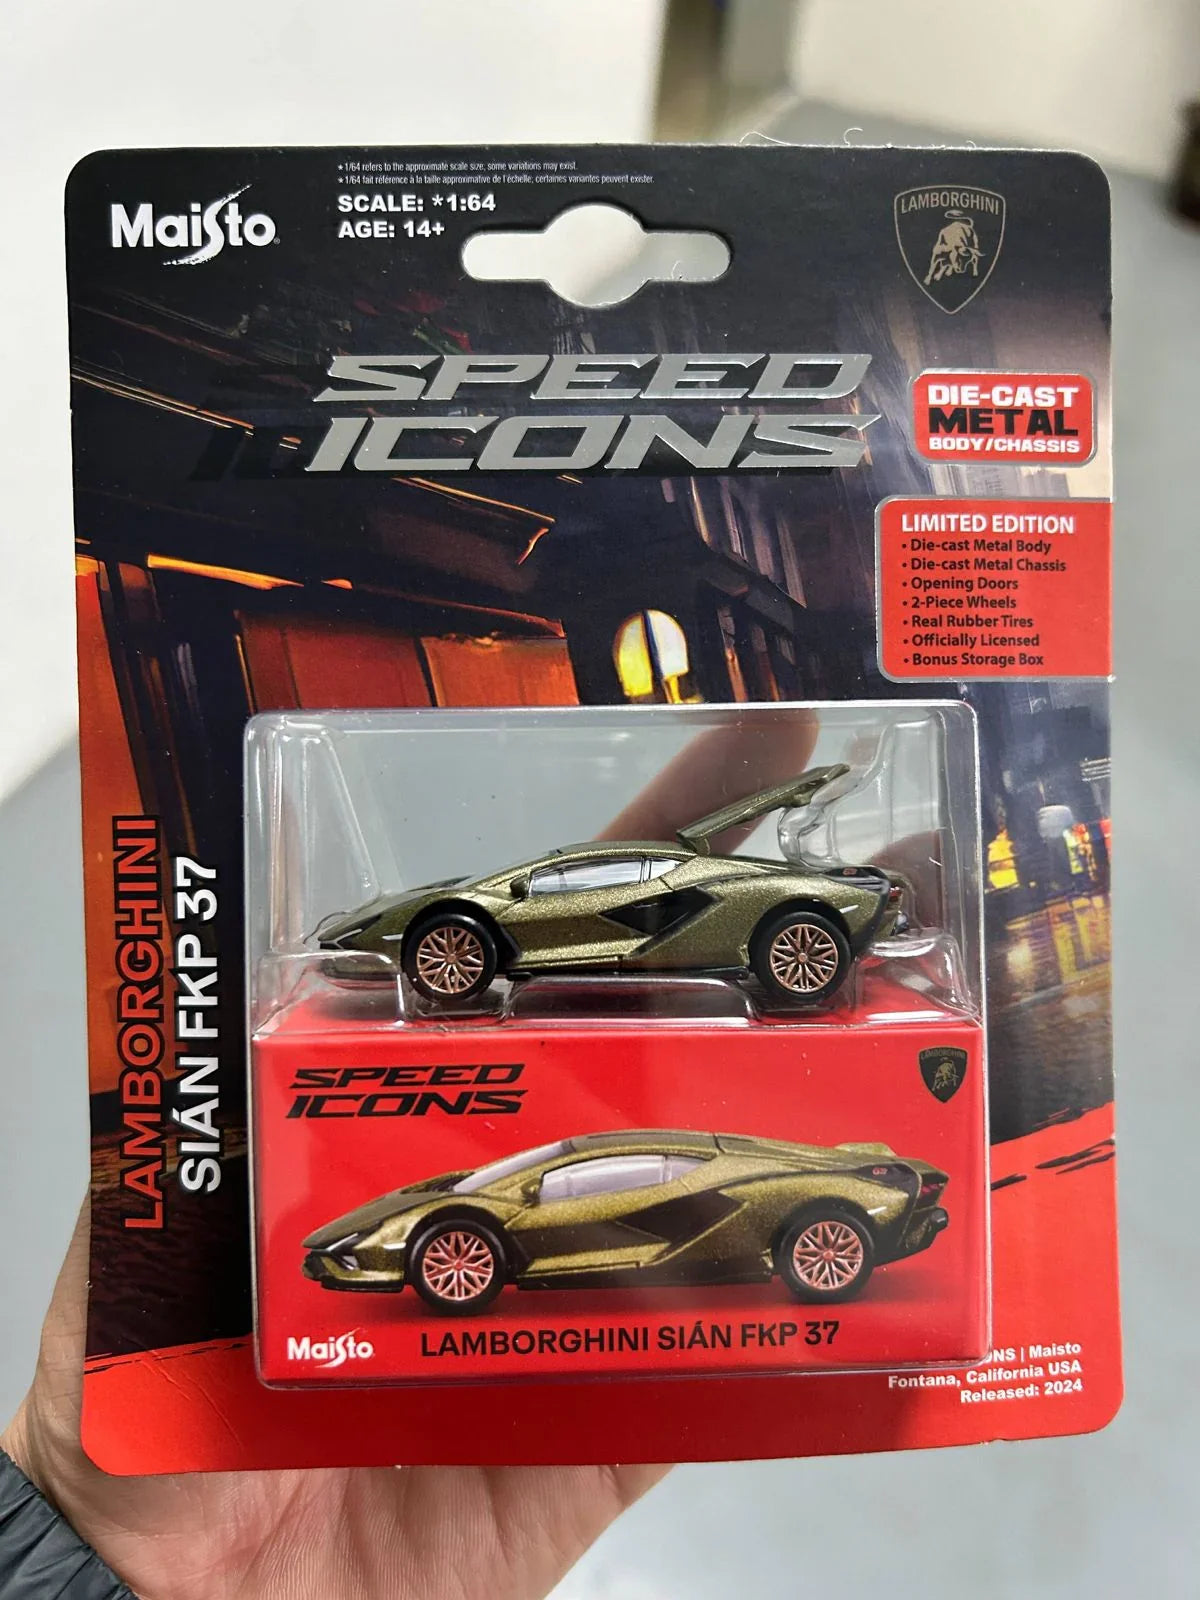 Maisto
*1/64 refers to the approximate scale size, some variations may exist.
*1/64 fait référence à la taille approximative de l'échelle; certaines variantes peuvent exister.
SCALE: *1:64
AGE: 14+
LAMBORGHINI
SPEED
ICONS
DIE-CAST
METAL
BODY/CHASSIS
LIMITED EDITION
• Die-cast Metal Body
• Die-cast Metal Chassis
• Opening Doors
• 2-Piece Wheels
• Real Rubber Tires
• Officially Licensed
• Bonus Storage Box
LAMBORGHINI
SIÁN FKP 37
SPEED
ICONS
LAMBORGHINI
Maisto
LAMBORGHINI SIÁN FKP 37
| Maisto
Fontana, California USA
Released: 2024